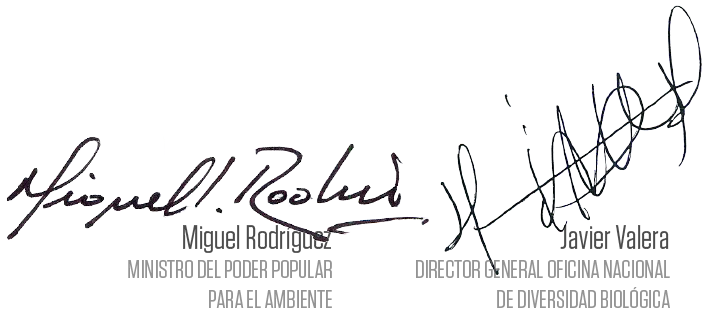 Miguel Rodríguez
MINISTRO DEL PODER POPULAR
PARA EL AMBIENTE
Javier Valera
DIRECTOR GENERAL OFICINA NACIONAL
DE DIVERSIDAD BIOLÓGICA